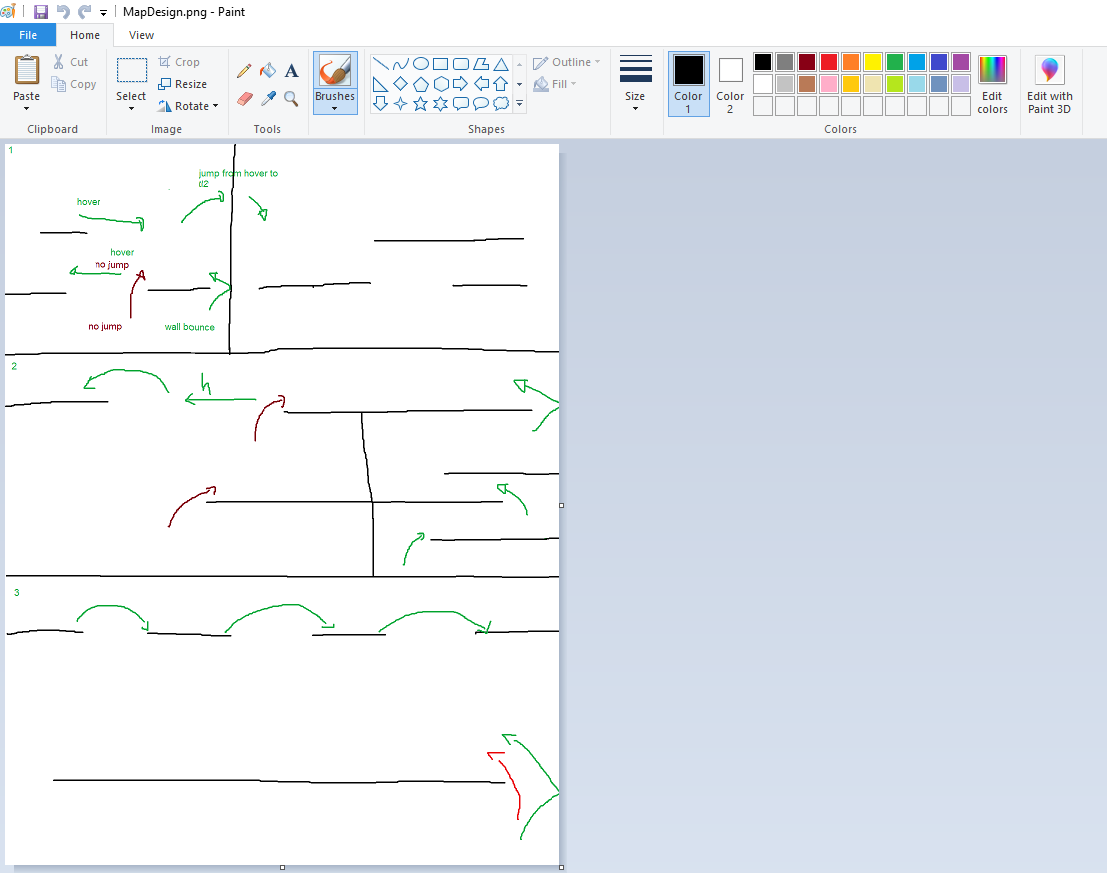 MapDesign.png - Paint
File
Home
View
Paste
Cut
Copy
Clipboard
Select
Crop
Resize
Rotate
Image
A
Tools
Brushes
Shapes
Outline
Fill
Size
Color
1
Color
2
Colors
Edit
colors
Edit with
Paint 3D
1
jump from hover to
d2
hover
hover
no jump
no jump
wall bounce
2
h
3